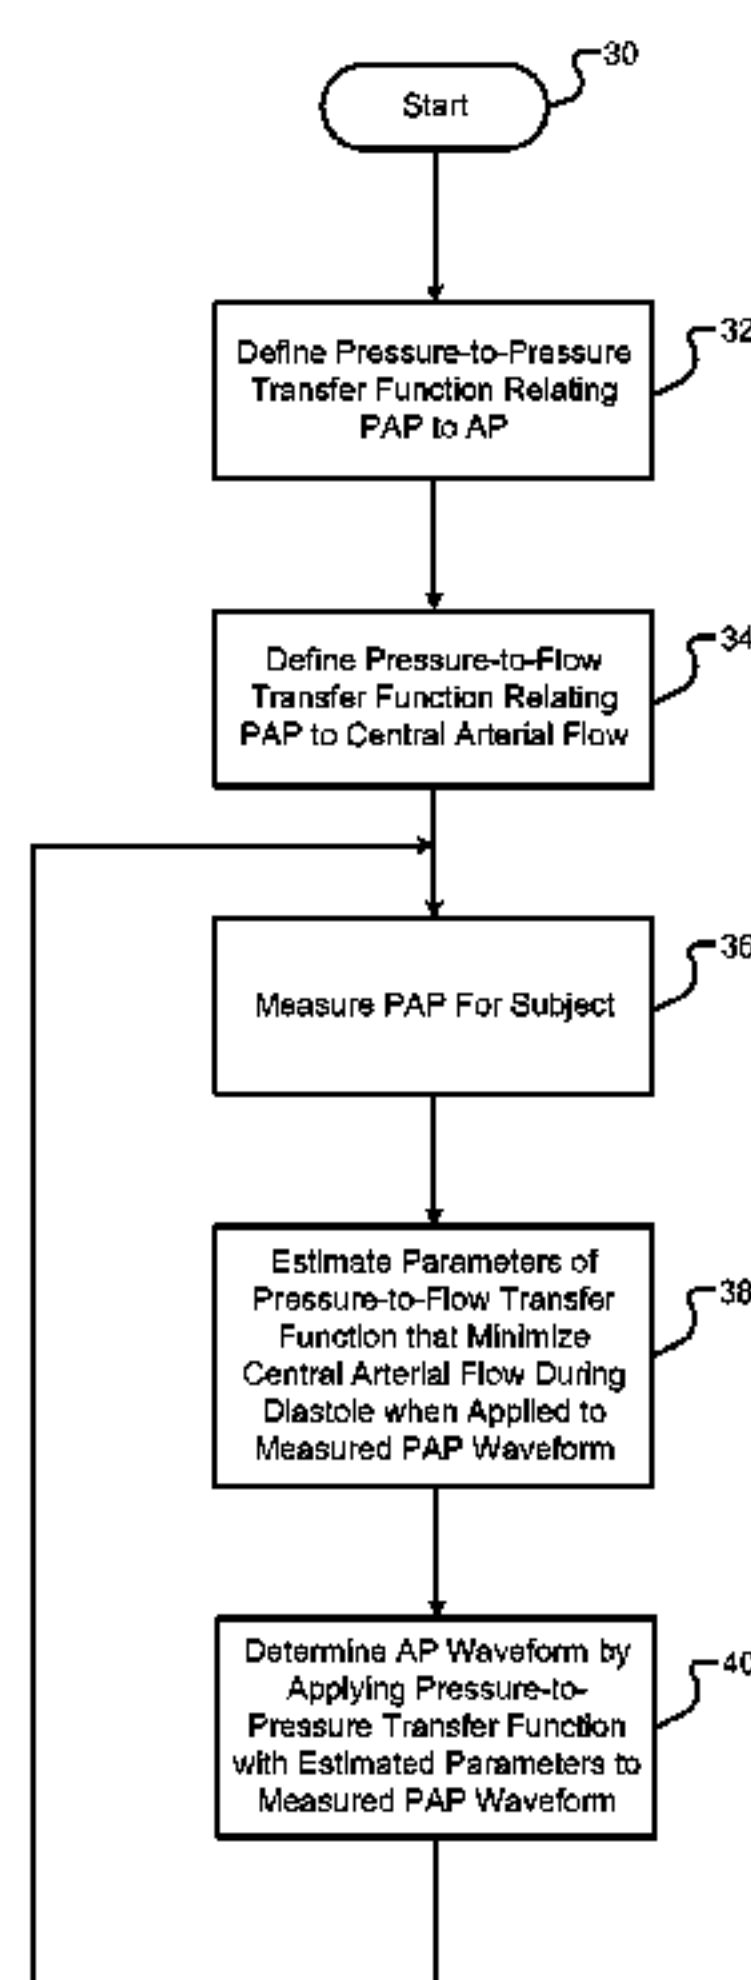 30
Start
32
Define Pressure-to-Pressure
Transfer Function Relating
PAP to AP
34
Define Pressure-to-Flow
Transfer Function Relating
PAP to Central Arterial Flow
36
Measure PAP For Subject
38
Estimate Parameters of
Pressure-to-Flow Transfer
Function that Minimize
Central Arterial Flow During
Diastole when Applied to
Measured PAP Waveform
40
Determine AP Waveform by
Applying Pressure-to-
Pressure Transfer Function
with Estimated Parameters to
Measured PAP Waveform